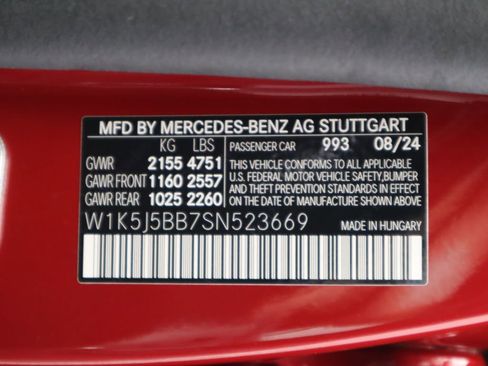 MFD BY MERCEDES-BENZ AG STUTTGART
KG LBS PASSENGER CAR 993 08/24
GVWR 2155 4751
GAWR FRONT 1160 2557
GAWR REAR 1025 2260
THIS VEHICLE CONFORMS TO ALL APPLICABLE
U.S. FEDERAL MOTOR VEHICLE SAFETY,BUMPER
AND THEFT PREVENTION STANDARDS IN EFFECT
ON THE DATE OF MANUFACTURE SHOWN ABOVE.
W1K5J5BB7SN523669
MADE IN HUNGARY